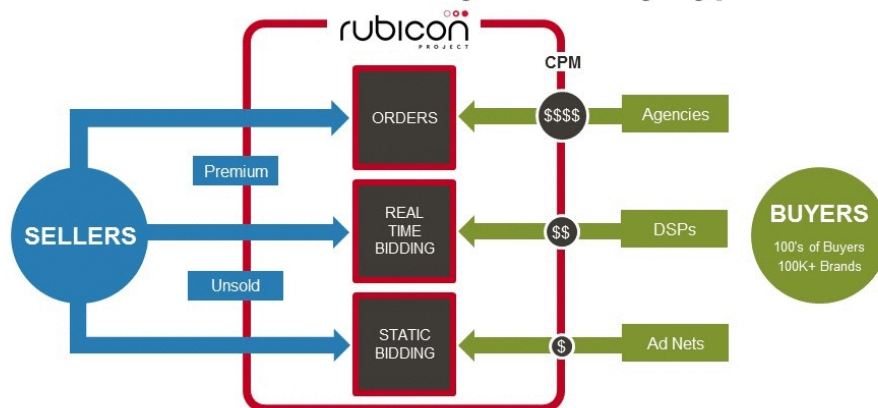 rubicon
PROJECT
CPM
ORDERS
$$$$
Agencies
Premium
SELLERS
REAL
TIME
BIDDING
$$
DSPs
BUYERS
100's of Buyers
100K+ Brands
Unsold
STATIC
BIDDING
$
Ad Nets